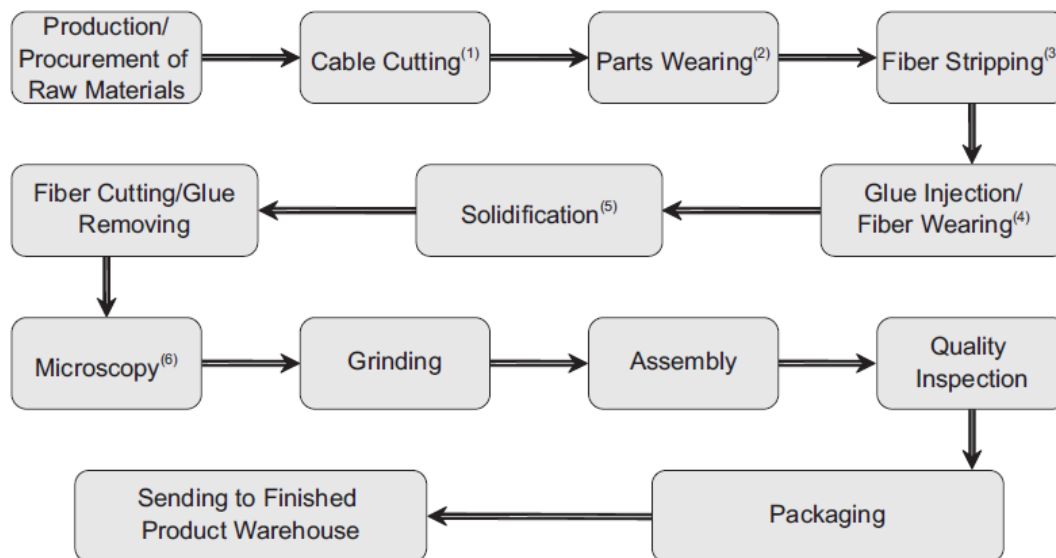 Production/
Procurement of
Raw Materials
Cable Cutting(1)
Parts Wearing(2)
Fiber Stripping(3)
Glue Injection/
Fiber Wearing(4)
Solidification(5)
Fiber Cutting/Glue
Removing
Microscopy(6)
Grinding
Assembly
Quality
Inspection
Packaging
Sending to Finished
Product Warehouse